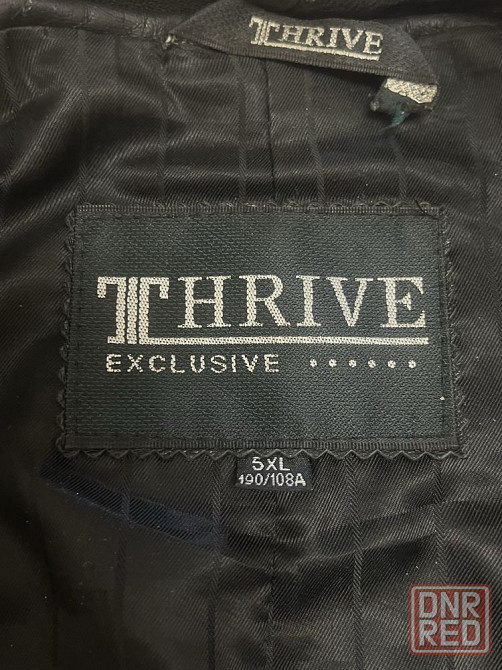 THRIVE
THRIVE
EXCLUSIVE ······
5XL
190/108A
DNR
RED